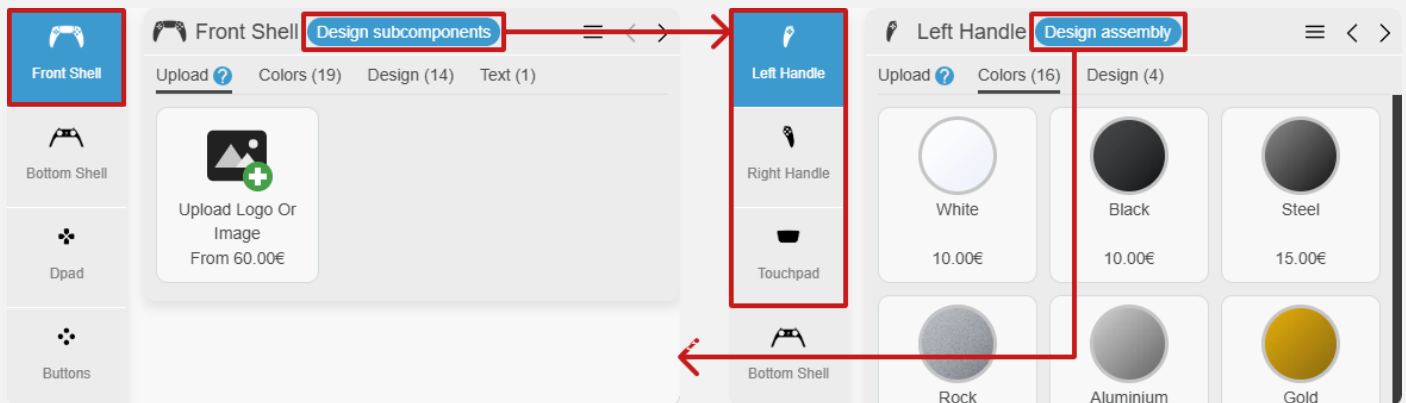 Front Shell
Bottom Shell
Dpad
Buttons
Front Shell Design subcomponents
Upload ? Colors (19) Design (14) Text (1)
Upload Logo Or
Image
From 60.00€
Left Handle
Right Handle
Touchpad
Bottom Shell
Left Handle Design assembly
Upload ? Colors (16) Design (4)
White Black Steel
10.00€ 10.00€ 15.00€
Rock Aluminium Gold